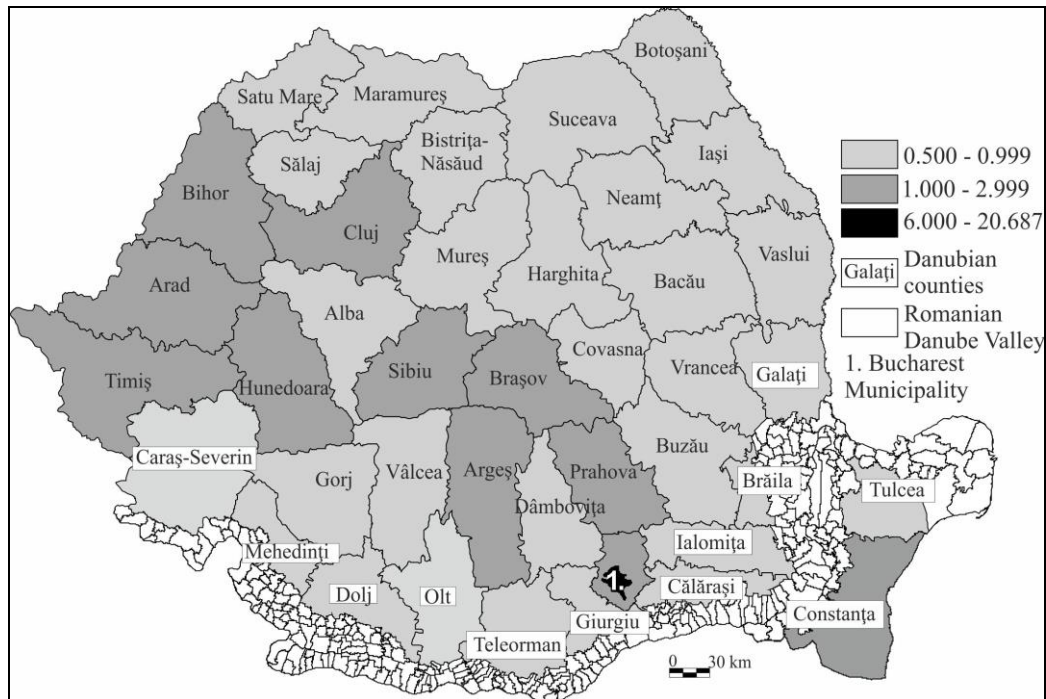 Botoşani
Satu Mare
Maramureş
Suceava
Bistriţa-
Năsăud
Iaşi
Sălaj
Bihor
Neamţ
Cluj
Mureş
Harghita
Vaslui
Bacău
Arad
Alba
Covasna
Timiş
Hunedoara
Sibiu
Braşov
Vrancea
Galaţi
Caraş-Severin
Gorj
Vâlcea
Argeş
Prahova
Buzău
Brăila
Tulcea
Dâmboviţa
Ialomiţa
Mehedinţi
1.
Călăraşi
Dolj
Olt
Giurgiu
Constanţa
Teleorman
0 30 km
0.500 - 0.999
1.000 - 2.999
6.000 - 20.687
Galaţi Danubian
counties
Romanian
Danube Valley
1. Bucharest
Municipality